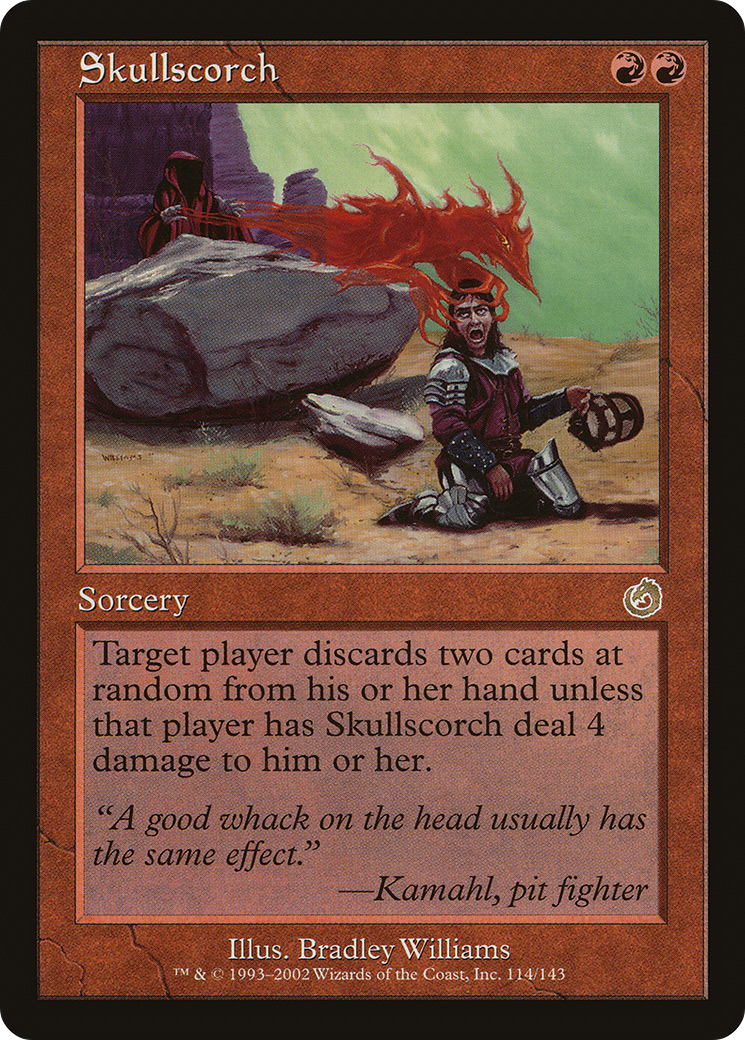 Skullscorch
WILLIAMS
Sorcery
Target player discards two cards at
random from his or her hand unless
that player has Skullscorch deal 4
damage to him or her.
“A good whack on the head usually has
the same effect.”
—Kamahl, pit fighter
Illus. Bradley Williams
™ & © 1993–2002 Wizards of the Coast, Inc. 114/143